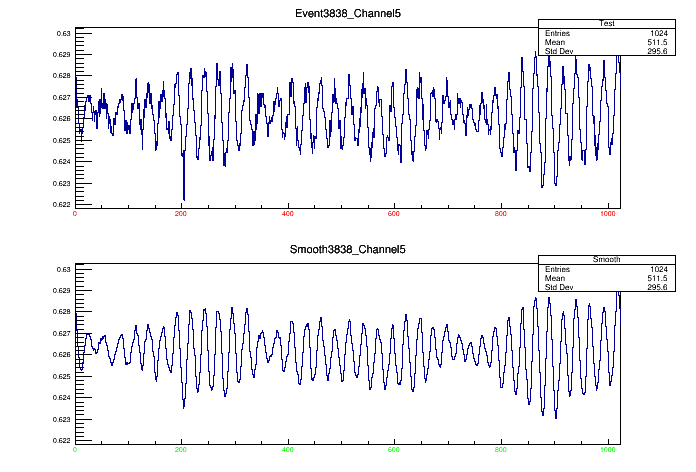 Event3838_Channel5
Test
Entries 1024
Mean 511.5
Std Dev 295.6
0.63
0.629
0.628
0.627
0.626
0.625
0.624
0.623
0.622
0 200 400 600 800 1000
Smooth3838_Channel5
Smooth
Entries 1024
Mean 511.5
Std Dev 295.6
0.63
0.629
0.628
0.627
0.626
0.625
0.624
0.623
0.622
0 200 400 600 800 1000